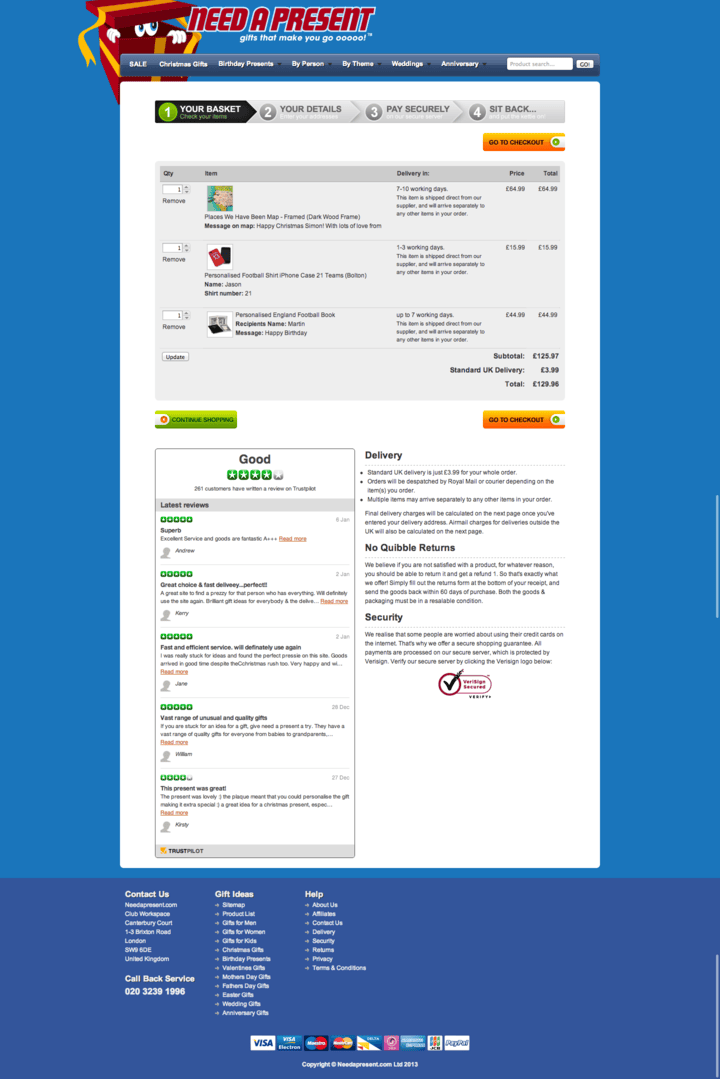 NEED A PRESENT
gifts that make you go ooooo!™
SALE Christmas Gifts Birthday Presents By Person By Theme Weddings Anniversary Product search... GO!
1 YOUR BASKET
Check your items
2 YOUR DETAILS
Enter your addresses
3 PAY SECURELY
on our secure server
4 SIT BACK...
and put the kettle on!
GO TO CHECKOUT
Qty Item Delivery in: Price Total
1 7-10 working days. £64.99 £64.99
Remove
This item is shipped direct from our
supplier, and will arrive separately to
any other items in your order.
Places We Have Been Map - Framed (Dark Wood Frame)
Message on map: Happy Christmas Simon! With lots of love from
1 1-3 working days. £15.99 £15.99
Remove
This item is shipped direct from our
supplier, and will arrive separately to
any other items in your order.
Personalised Football Shirt iPhone Case 21 Teams (Bolton)
Name: Jason
Shirt number: 21
1 Personalised England Football Book up to 7 working days. £44.99 £44.99
Remove
Recipients Name: Martin
Message: Happy Birthday
This item is shipped direct from our
supplier, and will arrive separately to
any other items in your order.
Update
Subtotal: £125.97
Standard UK Delivery: £3.99
Total: £129.96
CONTINUE SHOPPING
GO TO CHECKOUT
Good
261 customers have written a review on Trustpilot
Latest reviews
6 Jan
Superb
Excellent Service and goods are fantastic A+++ Read more
Andrew
2 Jan
Great choice & fast deliveey...perfect!!
A great site to find a prezzy for that person who has everything. Will definitely
use the site again. Brilliant gift ideas for everybody & the delive... Read more
Kerry
2 Jan
Fast and efficient service. will definately use again
I was really stuck for ideas and found the perfect pressie on this site. Goods
arrived in good time despite theCchristmas rush too. Very happy and wi...
Read more
Jane
28 Dec
Vast range of unusual and quality gifts
If you are stuck for an idea for a gift, give need a present a try. They have a
vast range of quality gifts for everyone from babies to grandparents,...
Read more
William
27 Dec
This present was great!
The present was lovely :) the plaque meant that you could personalise the gift
making it extra special :) a great idea for a christmas present, espec...
Read more
Kirsty
TRUSTPILOT
Delivery
Standard UK delivery is just £3.99 for your whole order.
Orders will be despatched by Royal Mail or courier depending on the
item(s) you order.
Multiple items may arrive separately to any other items in your order.
Final delivery charges will be calculated on the next page once you've
entered your delivery address. Airmail charges for deliveries outside the
UK will also be calculated on the next page.
No Quibble Returns
We believe if you are not satisfied with a product, for whatever reason,
you should be able to return it and get a refund 1. So that's exactly what
we offer! Simply fill out the returns form at the bottom of your receipt, and
send the goods back within 60 days of purchase. Both the goods &
packaging must be in a resalable condition.
Security
We realise that some people are worried about using their credit cards on
the internet. That's why we offer a secure shopping guarantee. All
payments are processed on our secure server, which is protected by
Verisign. Verify our secure server by clicking the Verisign logo below:
VeriSign
Secured
VERIFY
Contact Us
Needapresent.com
Club Workspace
Canterbury Court
1-3 Brixton Road
London
SW9 6DE
United Kingdom
Call Back Service
020 3239 1996
Gift Ideas
Sitemap
Product List
Gifts for Men
Gifts for Women
Gifts for Kids
Christmas Gifts
Birthday Presents
Valentines Gifts
Mothers Day Gifts
Fathers Day Gifts
Easter Gifts
Wedding Gifts
Anniversary Gifts
Help
About Us
Affiliates
Contact Us
Delivery
Security
Returns
Privacy
Terms & Conditions
VISA VISA Electron Maestro MasterCard DELTA JCB PayPal
Copyright © Needapresent.com Ltd 2013